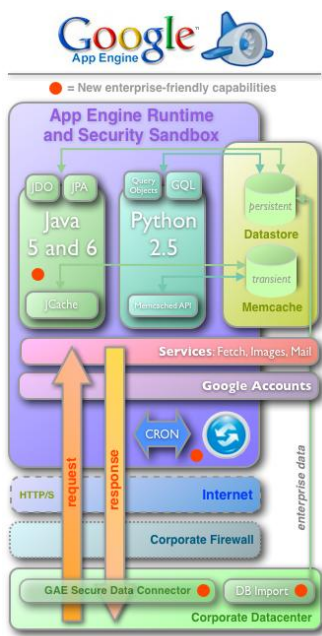 Google™
App Engine
= New enterprise-friendly capabilities
App Engine Runtime
and Security Sandbox
JDO
JPA
Query
Objects
GQL
persistent
Java
5 and 6
Python
2.5
Datastore
transient
JCache
Memcached API
Memcache
Services: Fetch, Images, Mail
Google Accounts
CRON
request
response
enterprise data
HTTP/S
Internet
Corporate Firewall
GAE Secure Data Connector
DB Import
Corporate Datacenter